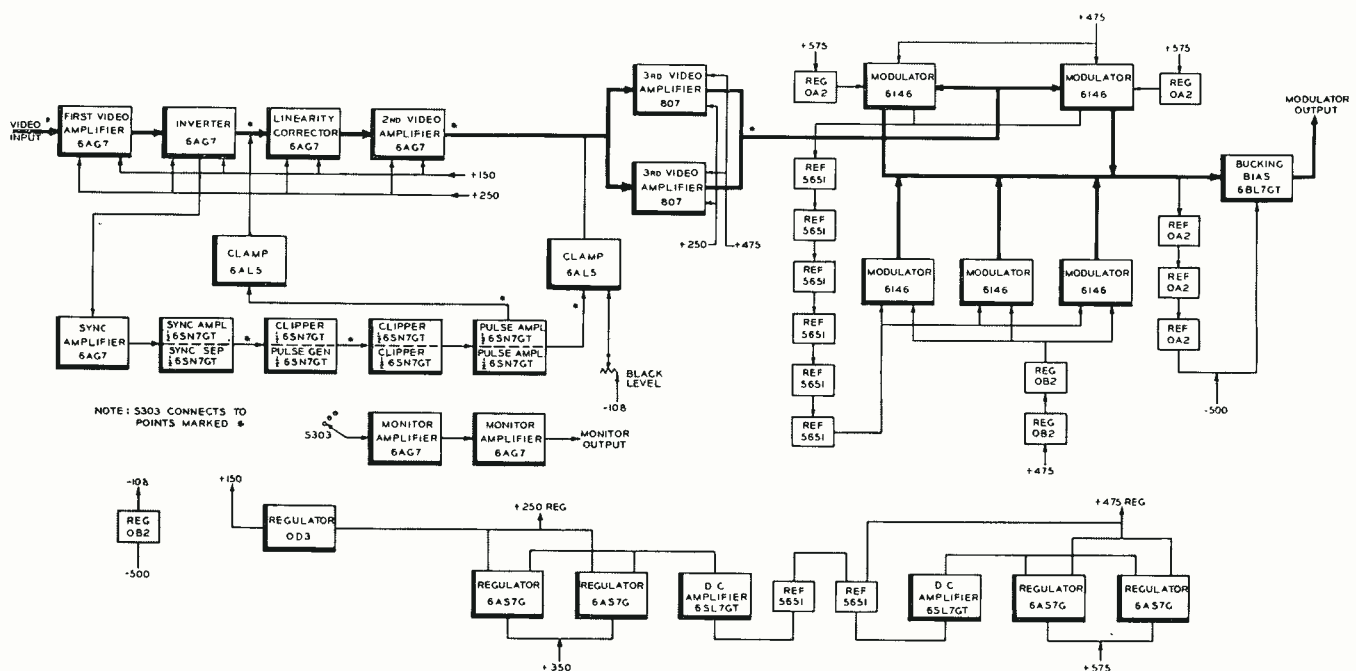 +475
+575
REG
OA2
MODULATOR
6146
MODULATOR
6146
+575
REG
OA2
MODULATOR
OUTPUT
3RD VIDEO
AMPLIFIER
807
VIDEO
INPUT
FIRST VIDEO
AMPLIFIER
6AG7
INVERTER
6AG7
LINEARITY
CORRECTOR
6AG7
2ND VIDEO
AMPLIFIER
6AG7
+150
+250
3RD VIDEO
AMPLIFIER
807
+250
+475
REF
5651
REF
5651
REF
5651
REF
5651
REF
5651
REF
5651
BUCKING
BIAS
6BL7GT
REF
OA2
REF
OA2
REF
OA2
-500
MODULATOR
6146
MODULATOR
6146
MODULATOR
6146
REG
OB2
REG
OB2
+475
CLAMP
6AL5
CLAMP
6AL5
SYNC
AMPLIFIER
6AG7
SYNC AMPL
½ 6SN7GT
SYNC SEP
½ 6SN7GT
CLIPPER
½ 6SN7GT
PULSE GEN
½ 6SN7GT
CLIPPER
½ 6SN7GT
CLIPPER
½ 6SN7GT
PULSE AMPL
½ 6SN7GT
PULSE AMPL
½ 6SN7GT
BLACK
LEVEL
-108
NOTE: S303 CONNECTS TO
POINTS MARKED *
S303
MONITOR
AMPLIFIER
6AG7
MONITOR
AMPLIFIER
6AG7
MONITOR
OUTPUT
-108
REG
OB2
-500
+150
REGULATOR
OD3
+250 REG
REGULATOR
6AS7G
REGULATOR
6AS7G
+350
DC
AMPLIFIER
6SL7GT
REF
5651
REF
5651
DC
AMPLIFIER
6SL7GT
+475 REG
REGULATOR
6AS7G
REGULATOR
6AS7G
+575